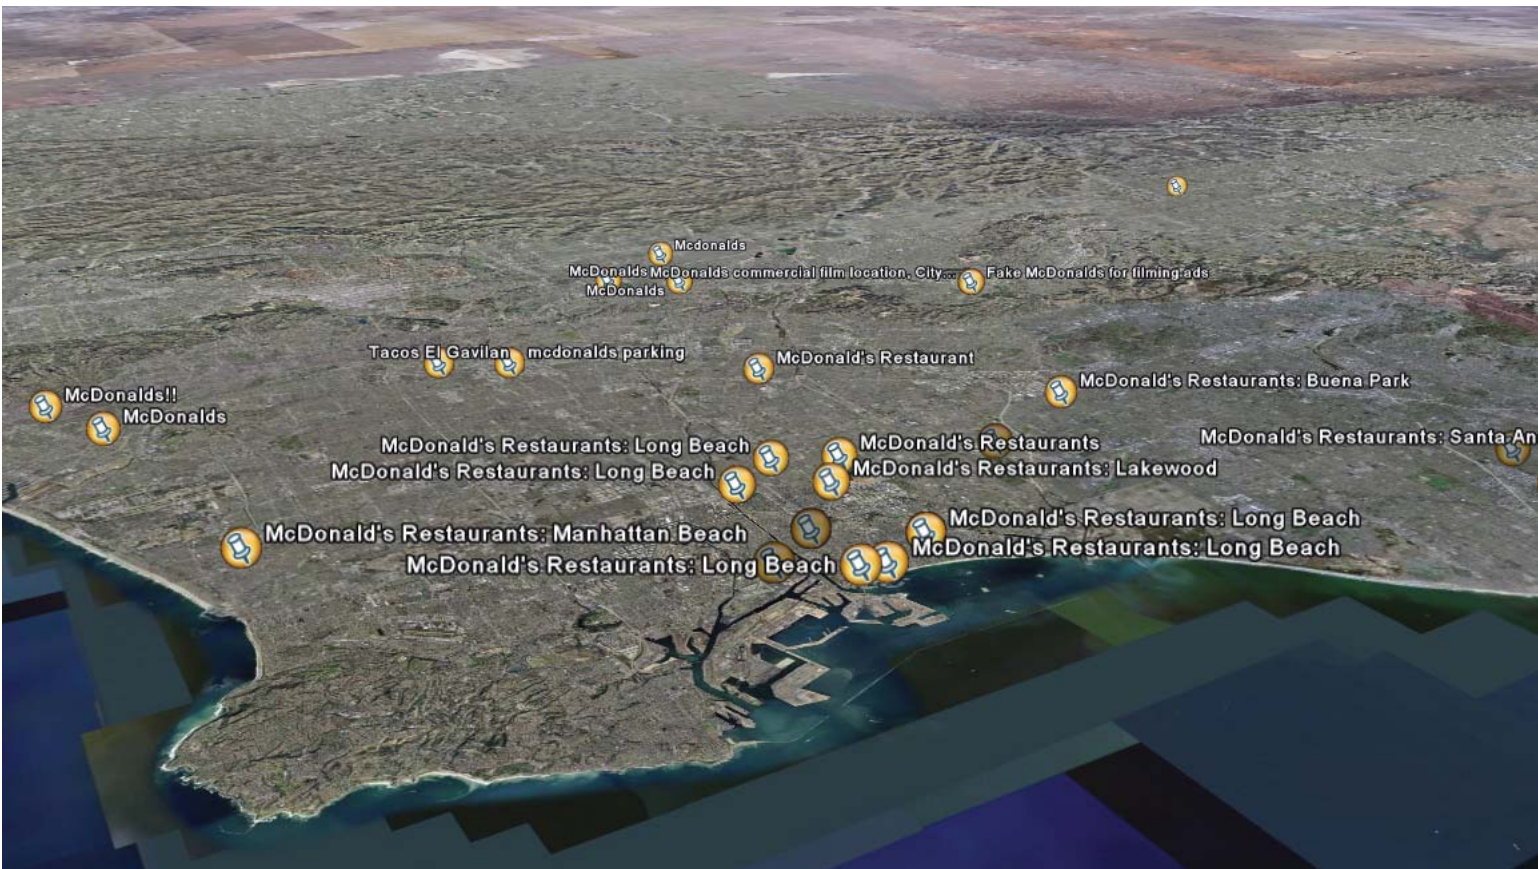 Mcdonalds
McDonalds
McDonalds commercial film location, City...
Fake McDonalds for filming ads
McDonalds
Tacos El Gavilan
mcdonalds parking
McDonald's Restaurant
McDonald's Restaurants: Buena Park
McDonalds!!
McDonalds
McDonald's Restaurants: Long Beach
McDonald's Restaurants
McDonald's Restaurants: Santa An
McDonald's Restaurants: Long Beach
McDonald's Restaurants: Lakewood
McDonald's Restaurants: Manhattan Beach
McDonald's Restaurants: Long Beach
McDonald's Restaurants: Long Beach
McDonald's Restaurants: Long Beach